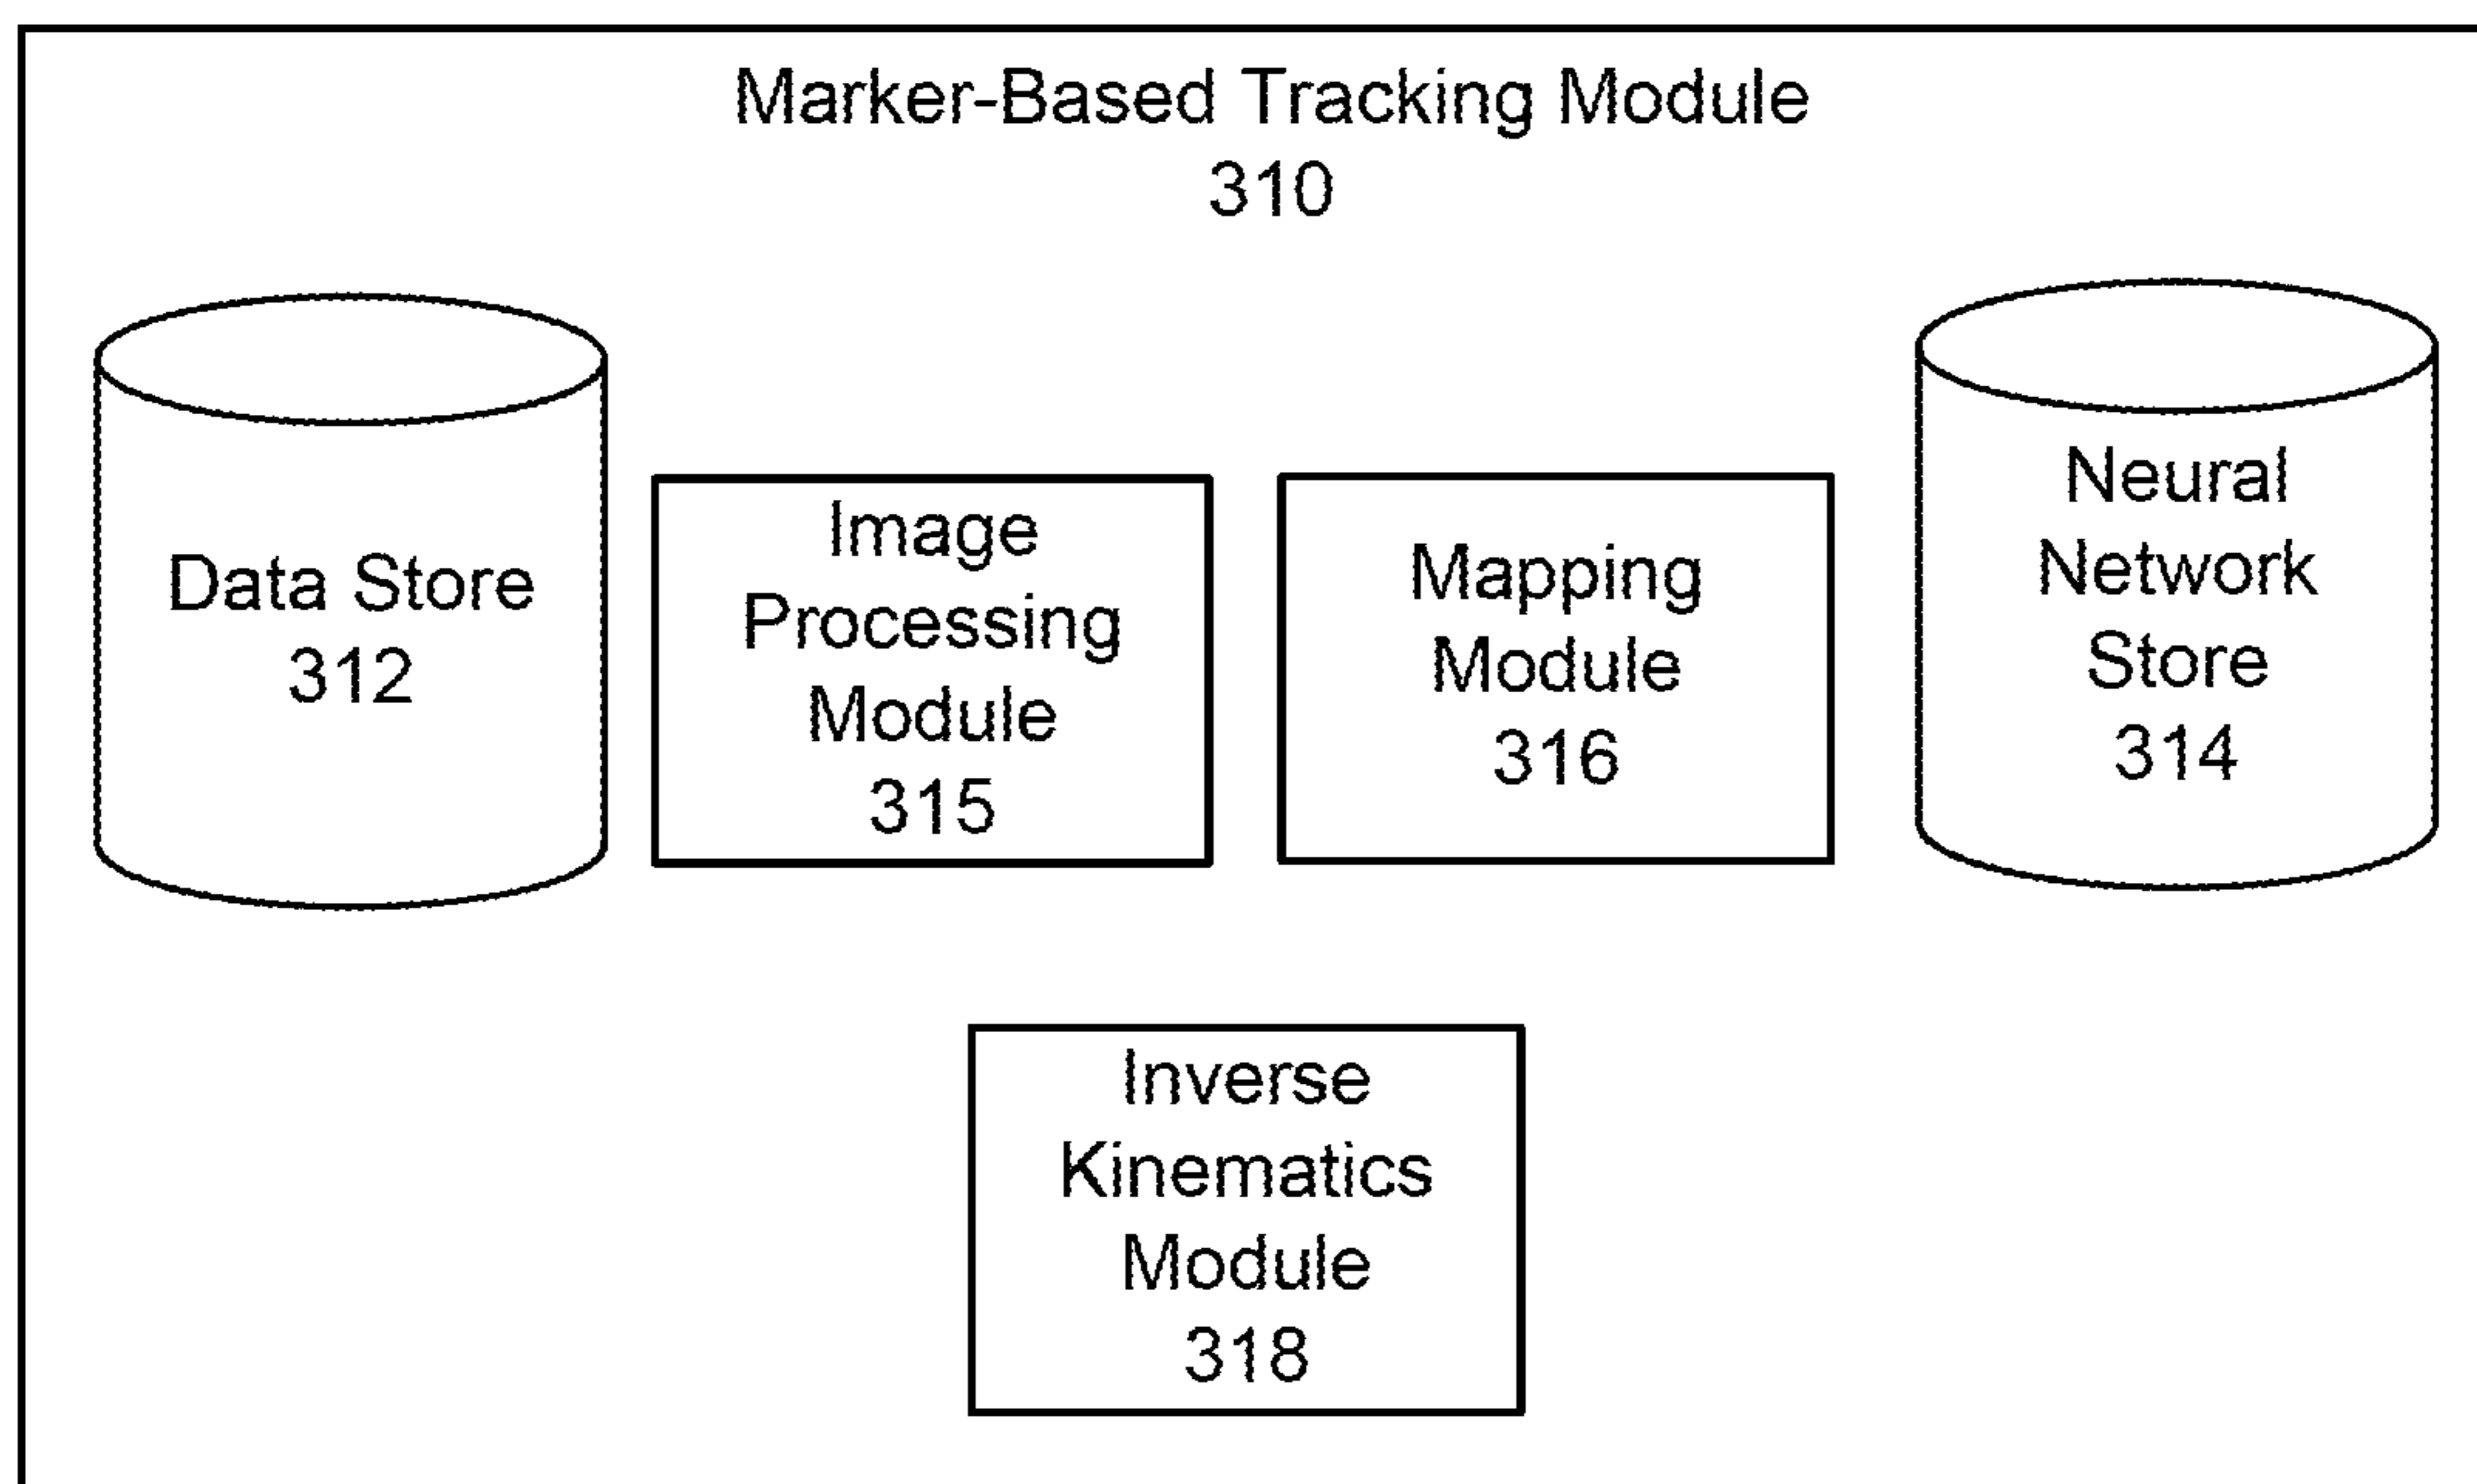 Marker-Based Tracking Module
310
Data Store
312
Image
Processing
Module
315
Mapping
Module
316
Neural
Network
Store
314
Inverse
Kinematics
Module
318